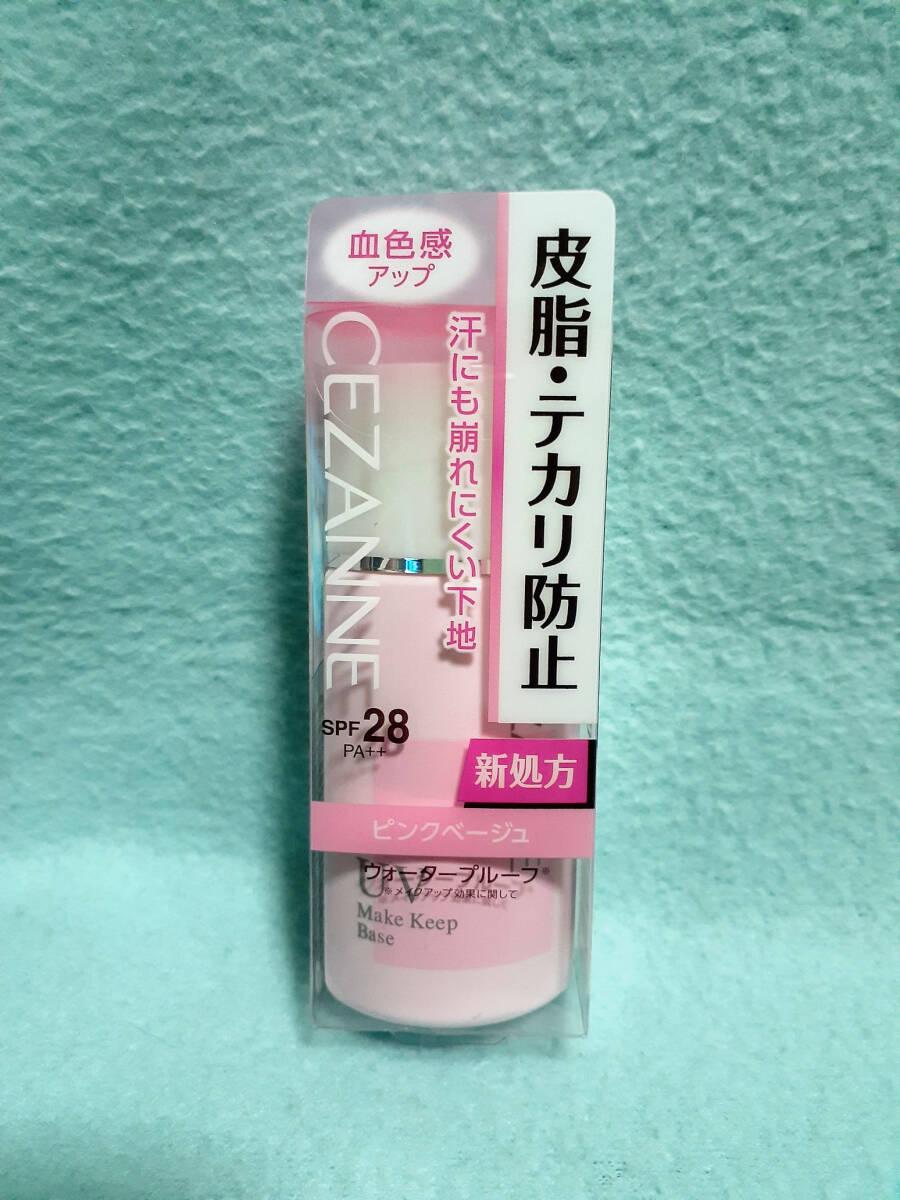 血色感
アップ
皮脂・テカリ防止
汗にも崩れにくい下地
CEZANNE
SPF28
PA++
新処方
ピンクベージュ
ウォータープルーフ※
※メイクアップ効果に関して
UV
Make Keep
Base